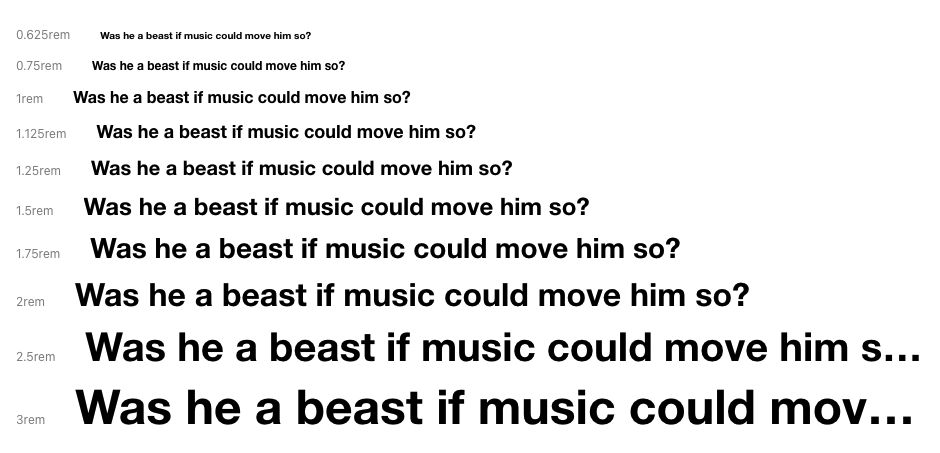 0.625rem Was he a beast if music could move him so?
0.75rem Was he a beast if music could move him so?
1rem Was he a beast if music could move him so?
1.125rem Was he a beast if music could move him so?
1.25rem Was he a beast if music could move him so?
1.5rem Was he a beast if music could move him so?
1.75rem Was he a beast if music could move him so?
2rem Was he a beast if music could move him so?
2.5rem Was he a beast if music could move him s...
3rem Was he a beast if music could mov...